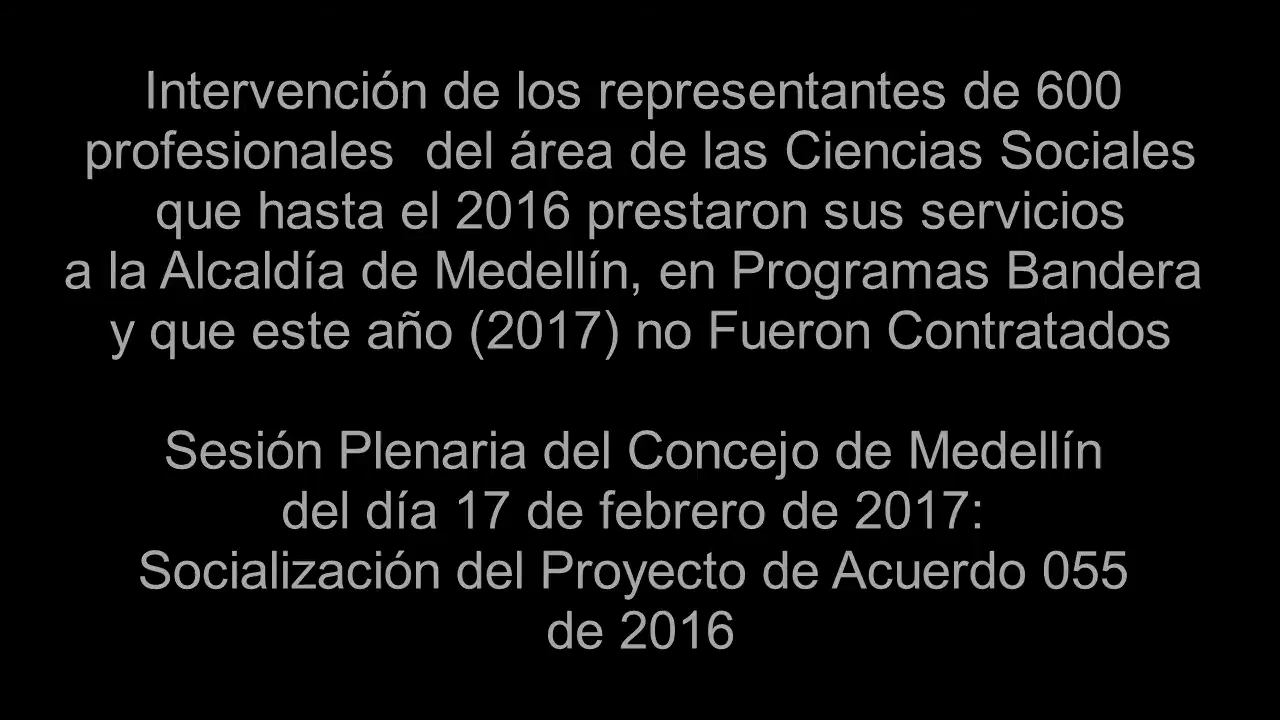 Intervención de los representantes de 600
profesionales  del área de las Ciencias Sociales
que hasta el 2016 prestaron sus servicios
a la Alcaldía de Medellín, en Programas Bandera
y que este año (2017) no Fueron Contratados
Sesión Plenaria del Concejo de Medellín
del día 17 de febrero de 2017:
Socialización del Proyecto de Acuerdo 055
de 2016